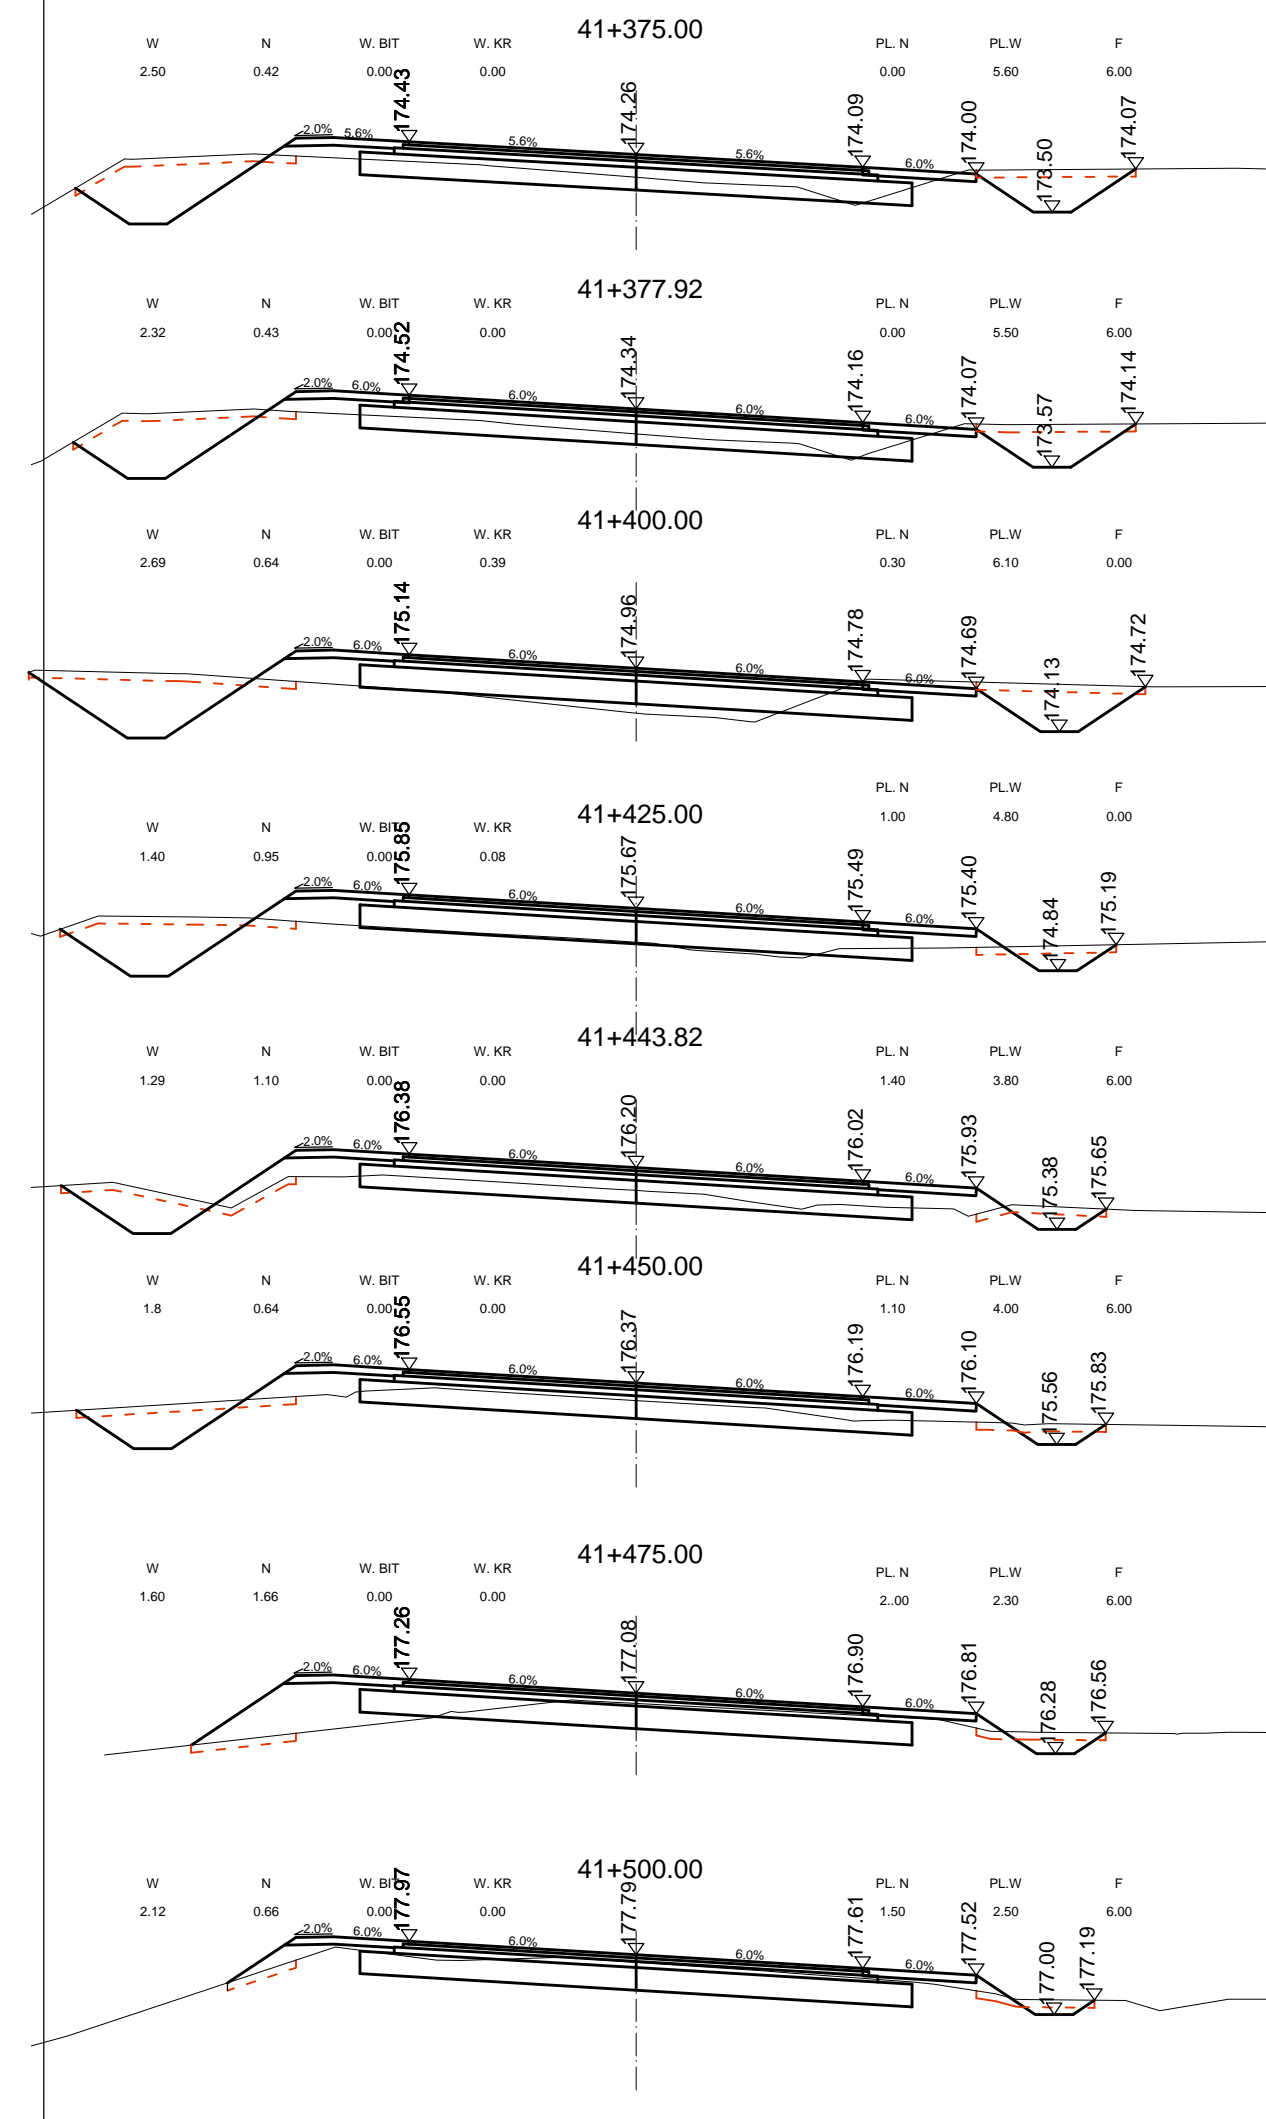 41+375.00
W N W. BIT W. KR PL. N PL.W F
2.50 0.42 0.00 0.00 0.00 5.60 6.00
174.43 174.26 174.09 174.00 173.50 174.07
2.0% 5.6% 5.6% 5.6% 6.0%
41+377.92
W N W. BIT W. KR PL. N PL.W F
2.32 0.43 0.00 0.00 0.00 5.50 6.00
174.52 174.34 174.16 174.07 173.57 174.14
2.0% 6.0% 6.0% 6.0% 6.0%
41+400.00
W N W. BIT W. KR PL. N PL.W F
2.69 0.64 0.00 0.39 0.30 6.10 0.00
175.14 174.96 174.78 174.69 174.13 174.72
2.0% 6.0% 6.0% 6.0% 6.0%
41+425.00
W N W. BIT W. KR PL. N PL.W F
1.40 0.95 0.00 0.08 1.00 4.80 0.00
175.85 175.67 175.49 175.40 174.84 175.19
2.0% 6.0% 6.0% 6.0% 6.0%
41+443.82
W N W. BIT W. KR PL. N PL.W F
1.29 1.10 0.00 0.00 1.40 3.80 6.00
176.38 176.20 176.02 175.93 175.38 175.65
2.0% 6.0% 6.0% 6.0% 6.0%
41+450.00
W N W. BIT W. KR PL. N PL.W F
1.8 0.64 0.00 0.00 1.10 4.00 6.00
176.55 176.37 176.19 176.10 175.56 175.83
2.0% 6.0% 6.0% 6.0% 6.0%
41+475.00
W N W. BIT W. KR PL. N PL.W F
1.60 1.66 0.00 0.00 2..00 2.30 6.00
177.26 177.08 176.90 176.81 176.28 176.56
2.0% 6.0% 6.0% 6.0% 6.0%
41+500.00
W N W. BIT W. KR PL. N PL.W F
2.12 0.66 0.00 0.00 1.50 2.50 6.00
177.97 177.79 177.61 177.52 177.00 177.19
2.0% 6.0% 6.0% 6.0% 6.0%